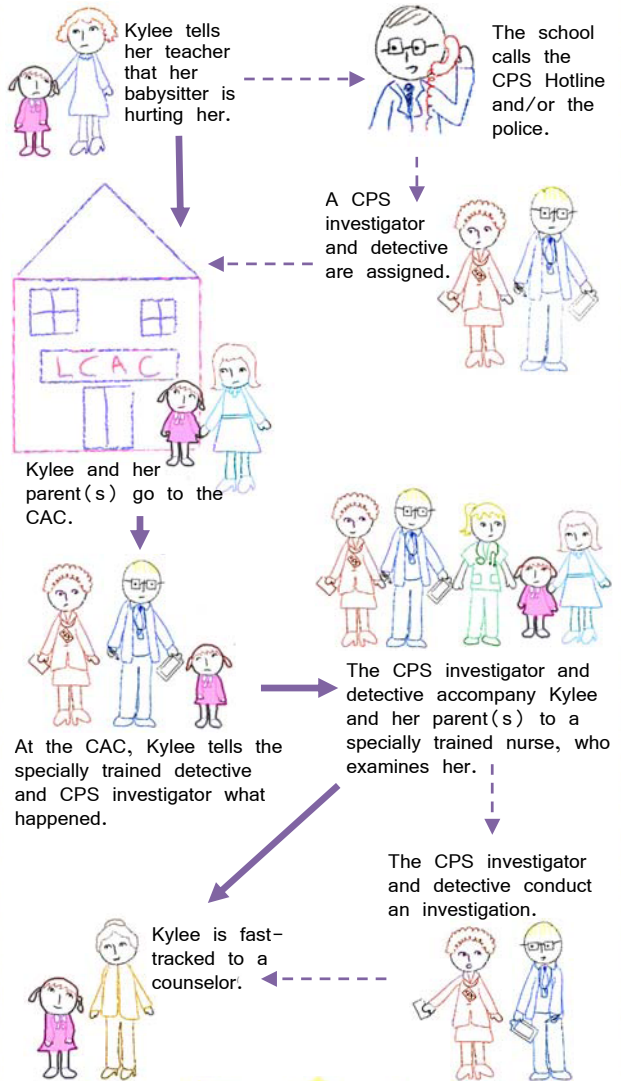 Kylee tells
her teacher
that her
babysitter is
hurting her.
The school
calls the
CPS Hotline
and/or the
police.
A CPS
investigator
and detective
are assigned.
LCAC
Kylee and her
parent(s) go to the
CAC.
At the CAC, Kylee tells the
specially trained detective
and CPS investigator what
happened.
The CPS investigator and
detective accompany Kylee
and her parent(s) to a
specially trained nurse, who
examines her.
The CPS investigator
and detective conduct
an investigation.
Kylee is fast-
tracked to a
counselor.